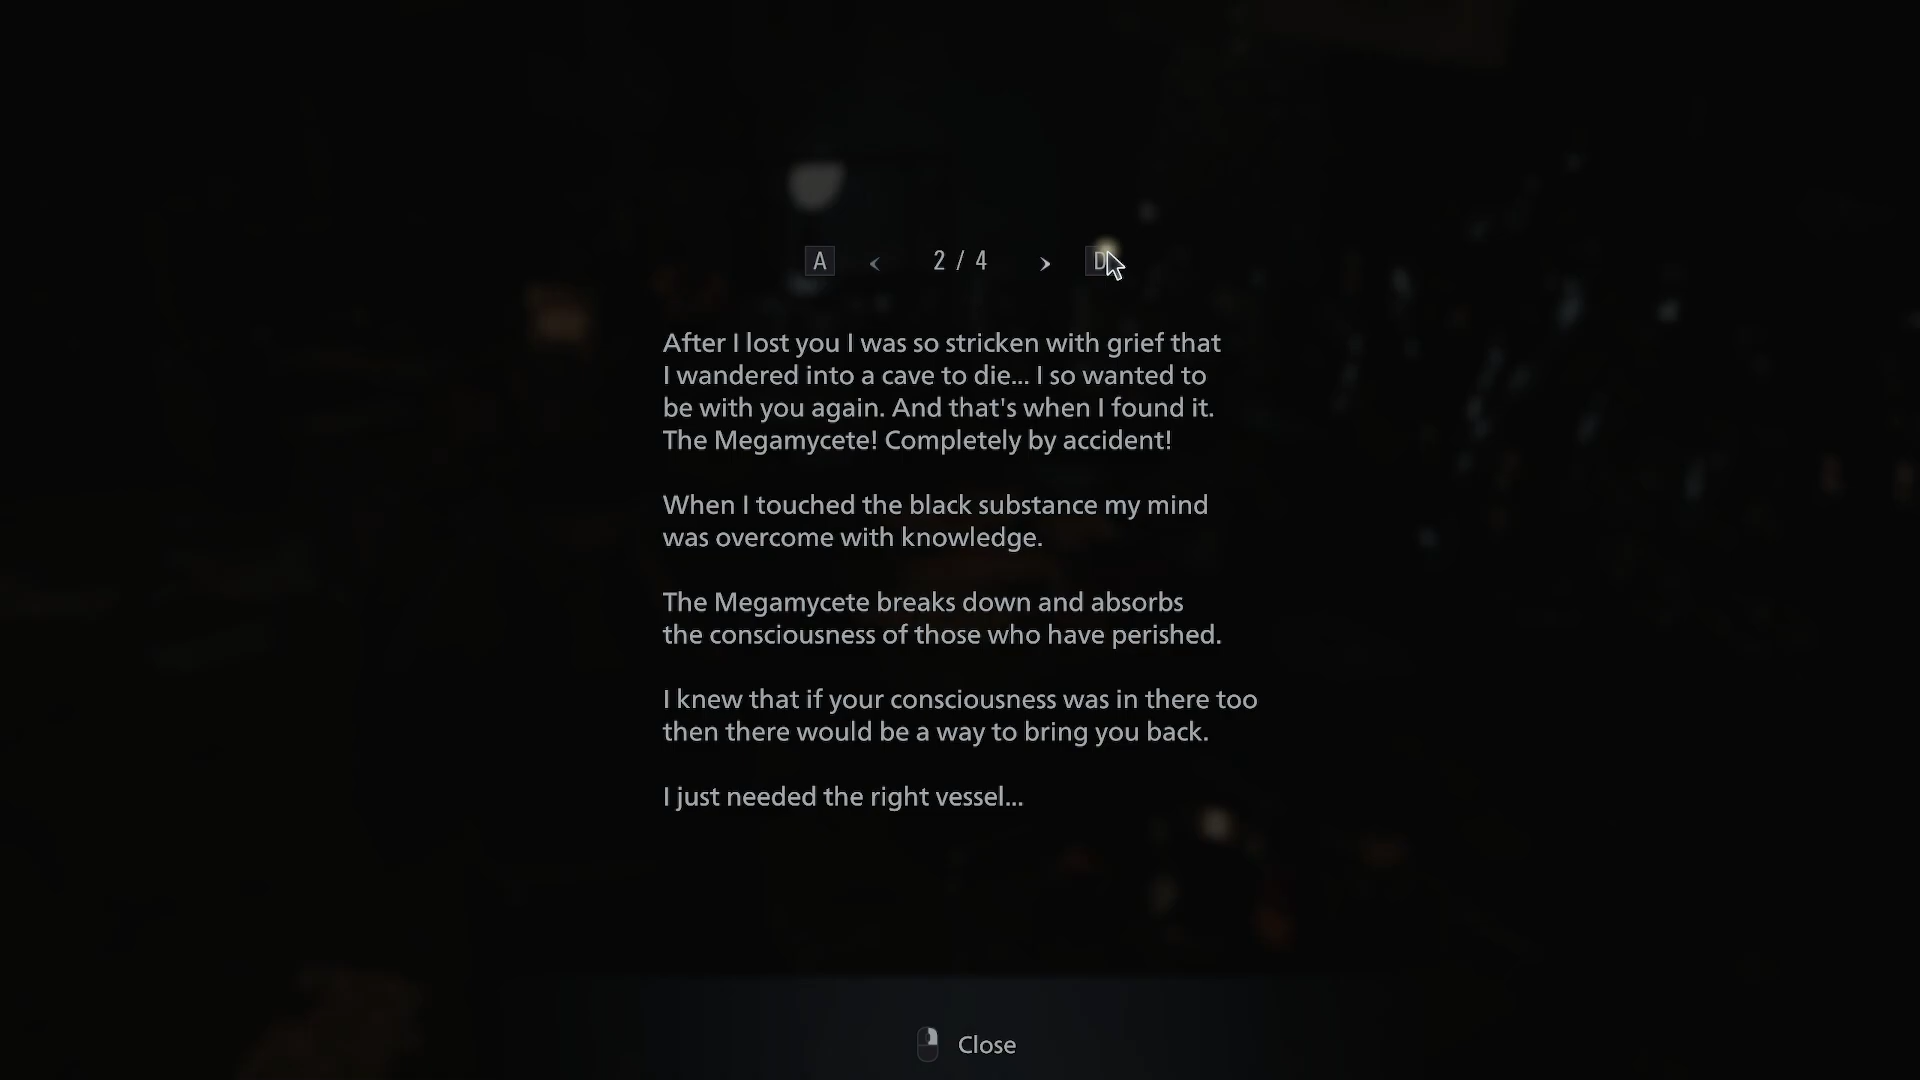 A < 2 / 4 > D
After I lost you I was so stricken with grief that
I wandered into a cave to die... I so wanted to
be with you again. And that's when I found it.
The Megamycete! Completely by accident!
When I touched the black substance my mind
was overcome with knowledge.
The Megamycete breaks down and absorbs
the consciousness of those who have perished.
I knew that if your consciousness was in there too
then there would be a way to bring you back.
I just needed the right vessel...
Close